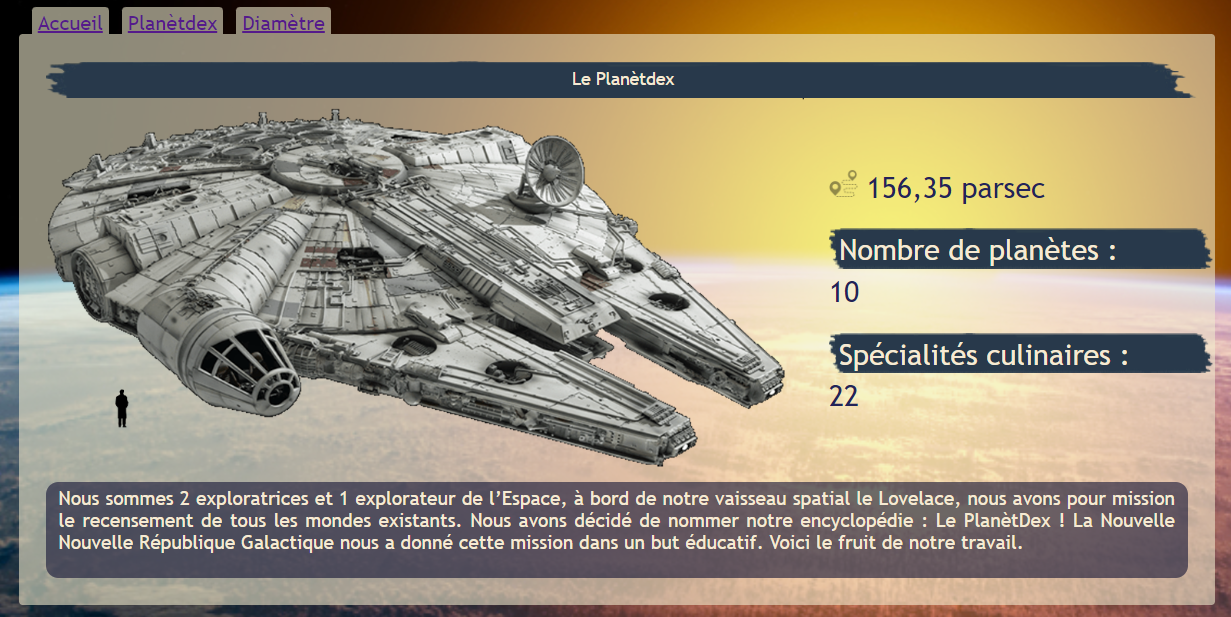 Accueil Planètdex Diamètre
Le Planètdex
156,35 parsec
Nombre de planètes :
10
Spécialités culinaires :
22
Nous sommes 2 exploratrices et 1 explorateur de l’Espace, à bord de notre vaisseau spatial le Lovelace, nous avons pour mission
le recensement de tous les mondes existants. Nous avons décidé de nommer notre encyclopédie : Le PlanètDex ! La Nouvelle
Nouvelle République Galactique nous a donné cette mission dans un but éducatif. Voici le fruit de notre travail.